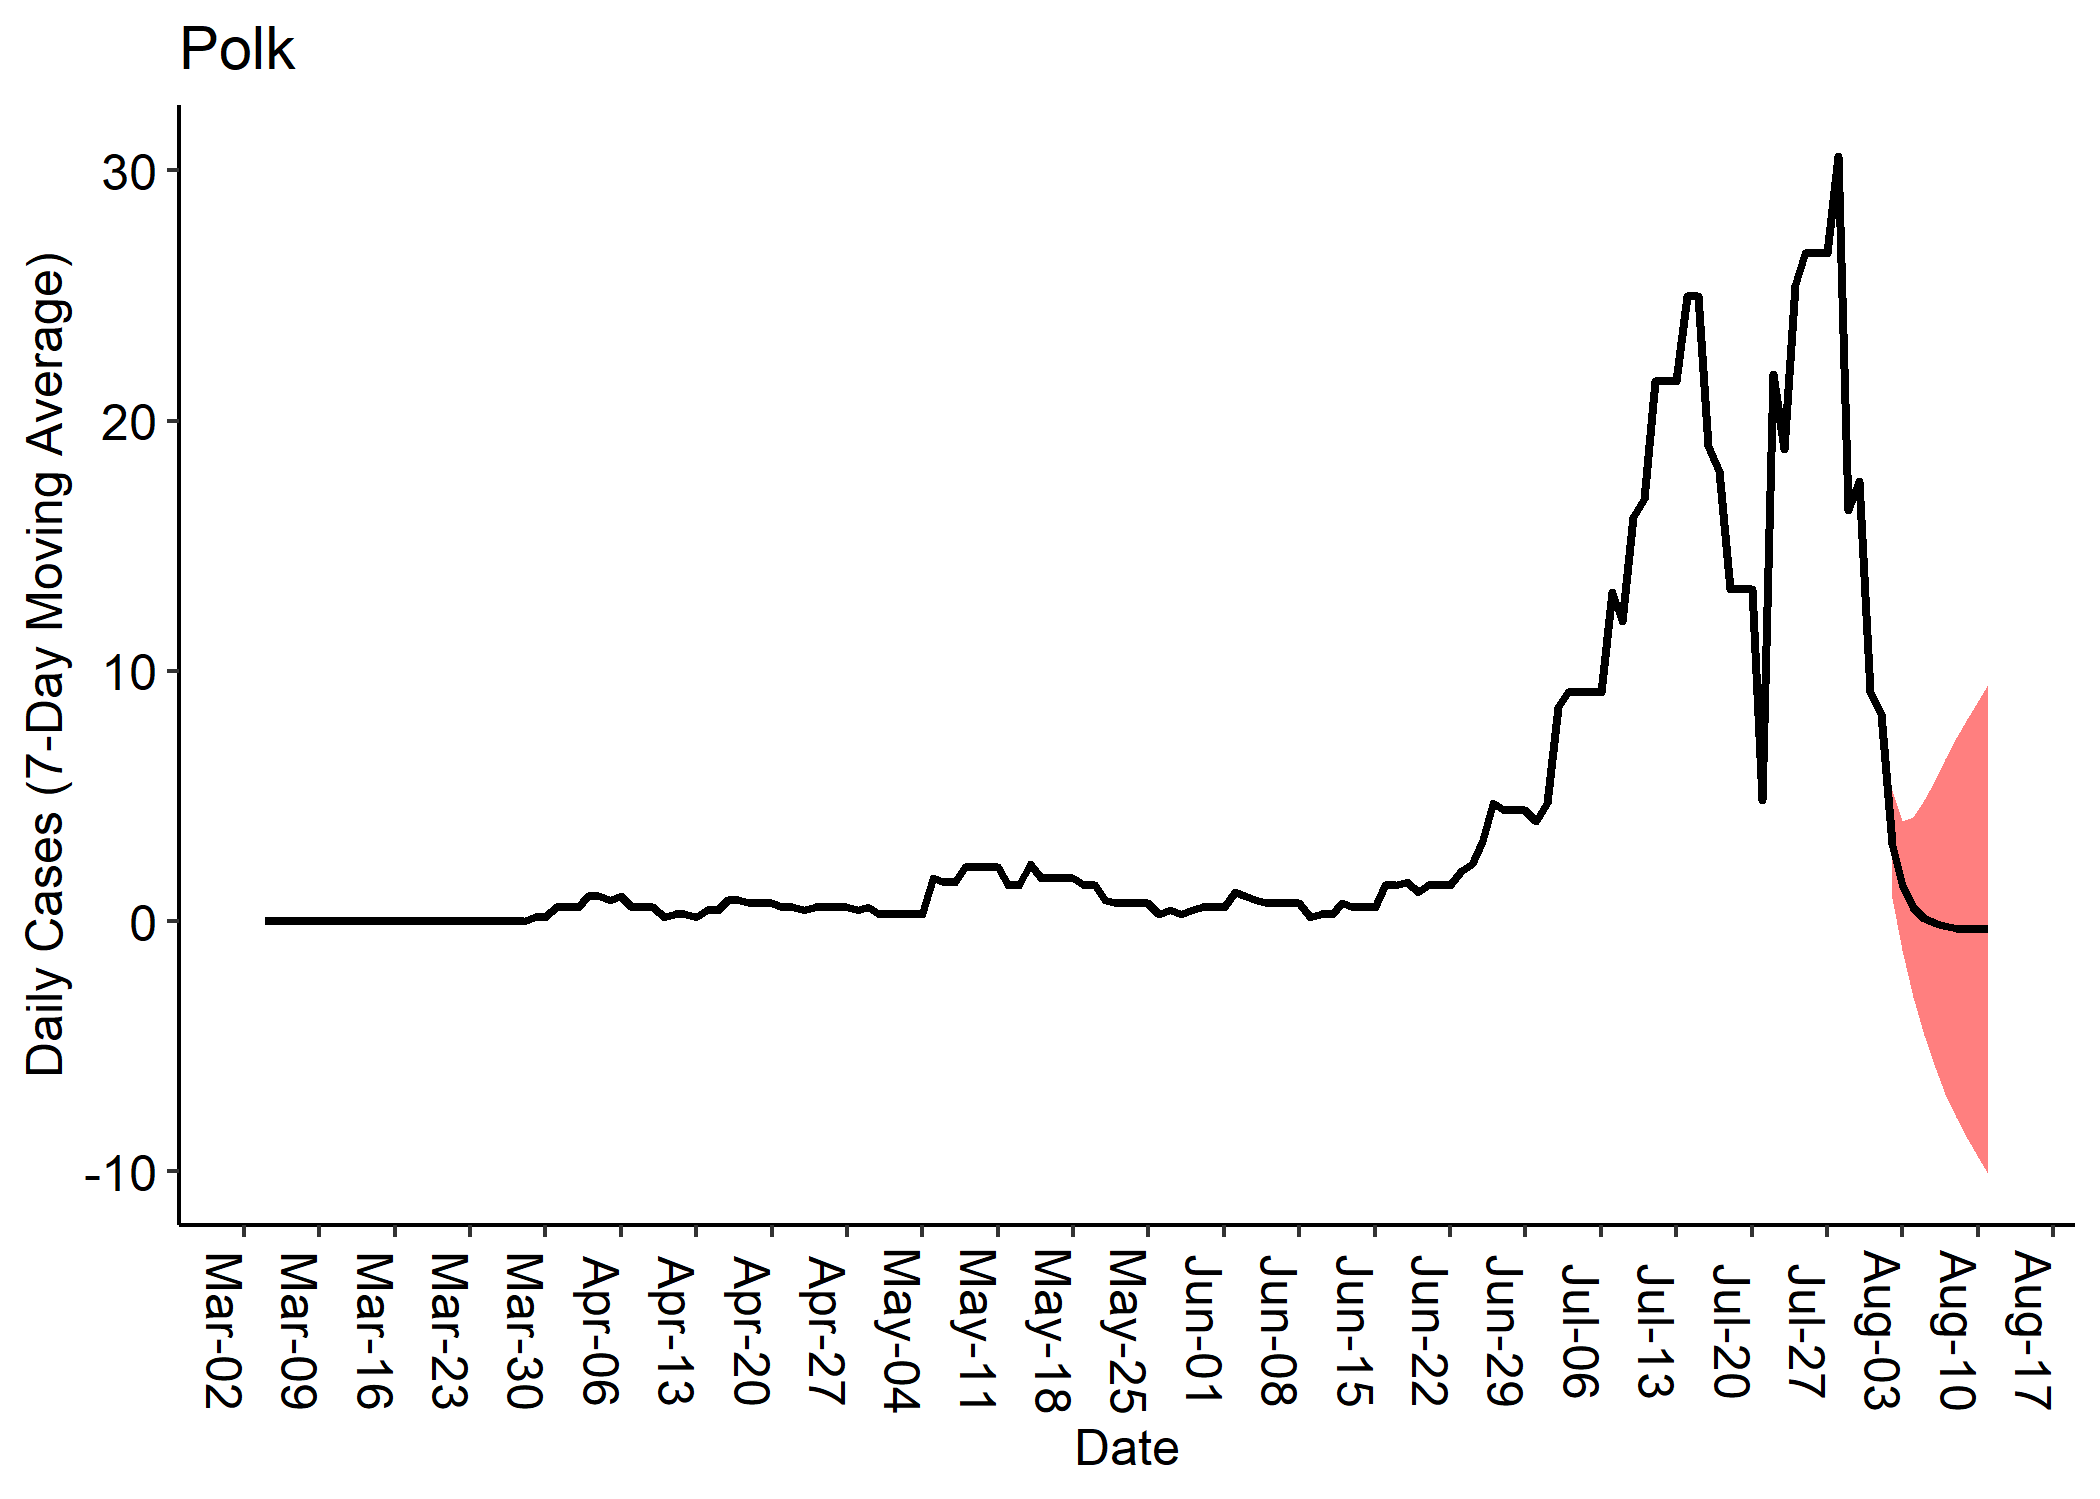 Polk
Daily Cases (7-Day Moving Average)
30
20
10
0
-10
Mar-02
Mar-09
Mar-16
Mar-23
Mar-30
Apr-06
Apr-13
Apr-20
Apr-27
May-04
May-11
May-18
May-25
Jun-01
Jun-08
Jun-15
Jun-22
Jun-29
Jul-06
Jul-13
Jul-20
Jul-27
Aug-03
Aug-10
Aug-17
Date